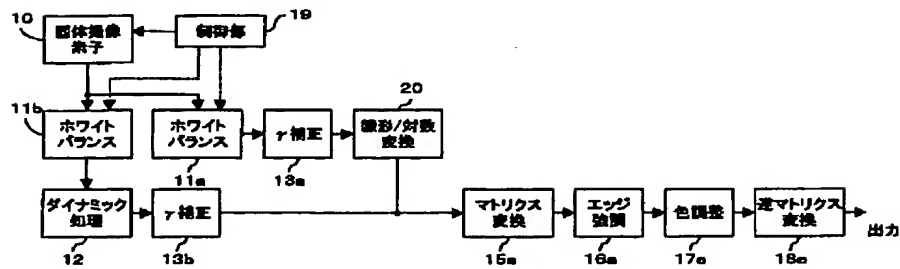 10
固体撮像
素子
制御部
19
11b
ホワイト
バランス
ホワイト
バランス
11a
γ補正
13a
20
線形/対数
変換
ダイナミック
処理
12
γ補正
13b
マトリクス
変換
15a
エッジ
強調
16a
色調整
17c
逆マトリクス
変換
18c
出力